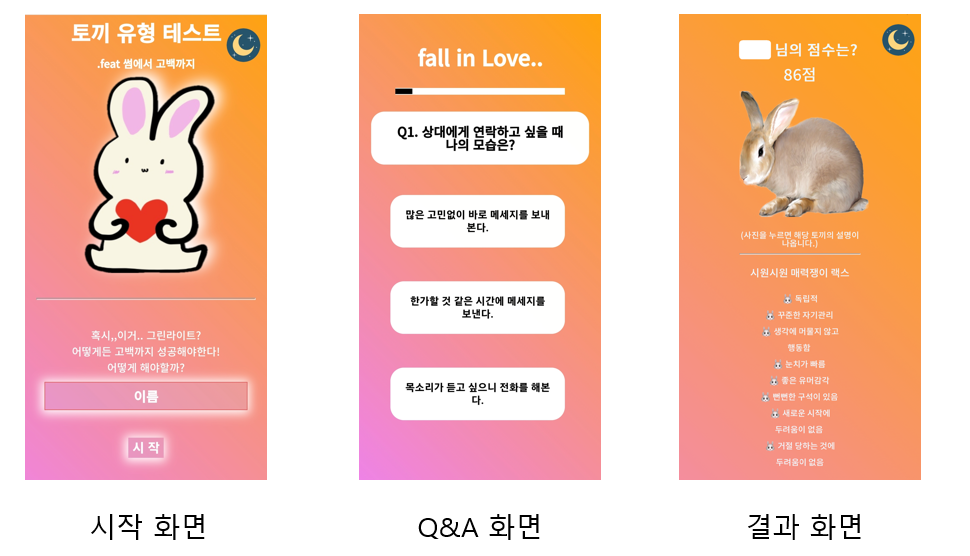 토끼 유형 테스트
.feat 썸에서 고백까지
혹시,,이거.. 그린라이트?
어떻게든 고백까지 성공해야한다!
어떻게 해야할까?
이름
시 작
시작 화면
fall in Love..
Q1. 상대에게 연락하고 싶을 때
나의 모습은?
많은 고민없이 바로 메세지를 보내
본다.
한가할 것 같은 시간에 메세지를
보낸다.
목소리가 듣고 싶으니 전화를 해본
다.
Q&A 화면
님의 점수는?
86점
(사진을 누르면 해당 토끼의 설명이
나옵니다.)
시원시원 매력쟁이 랙스
독립적
꾸준한 자기관리
생각에 머물지 않고
행동함
눈치가 빠름
좋은 유머감각
뻔뻔한 구석이 있음
새로운 시작에
두려움이 없음
거절 당하는 것에
두려움이 없음
결과 화면